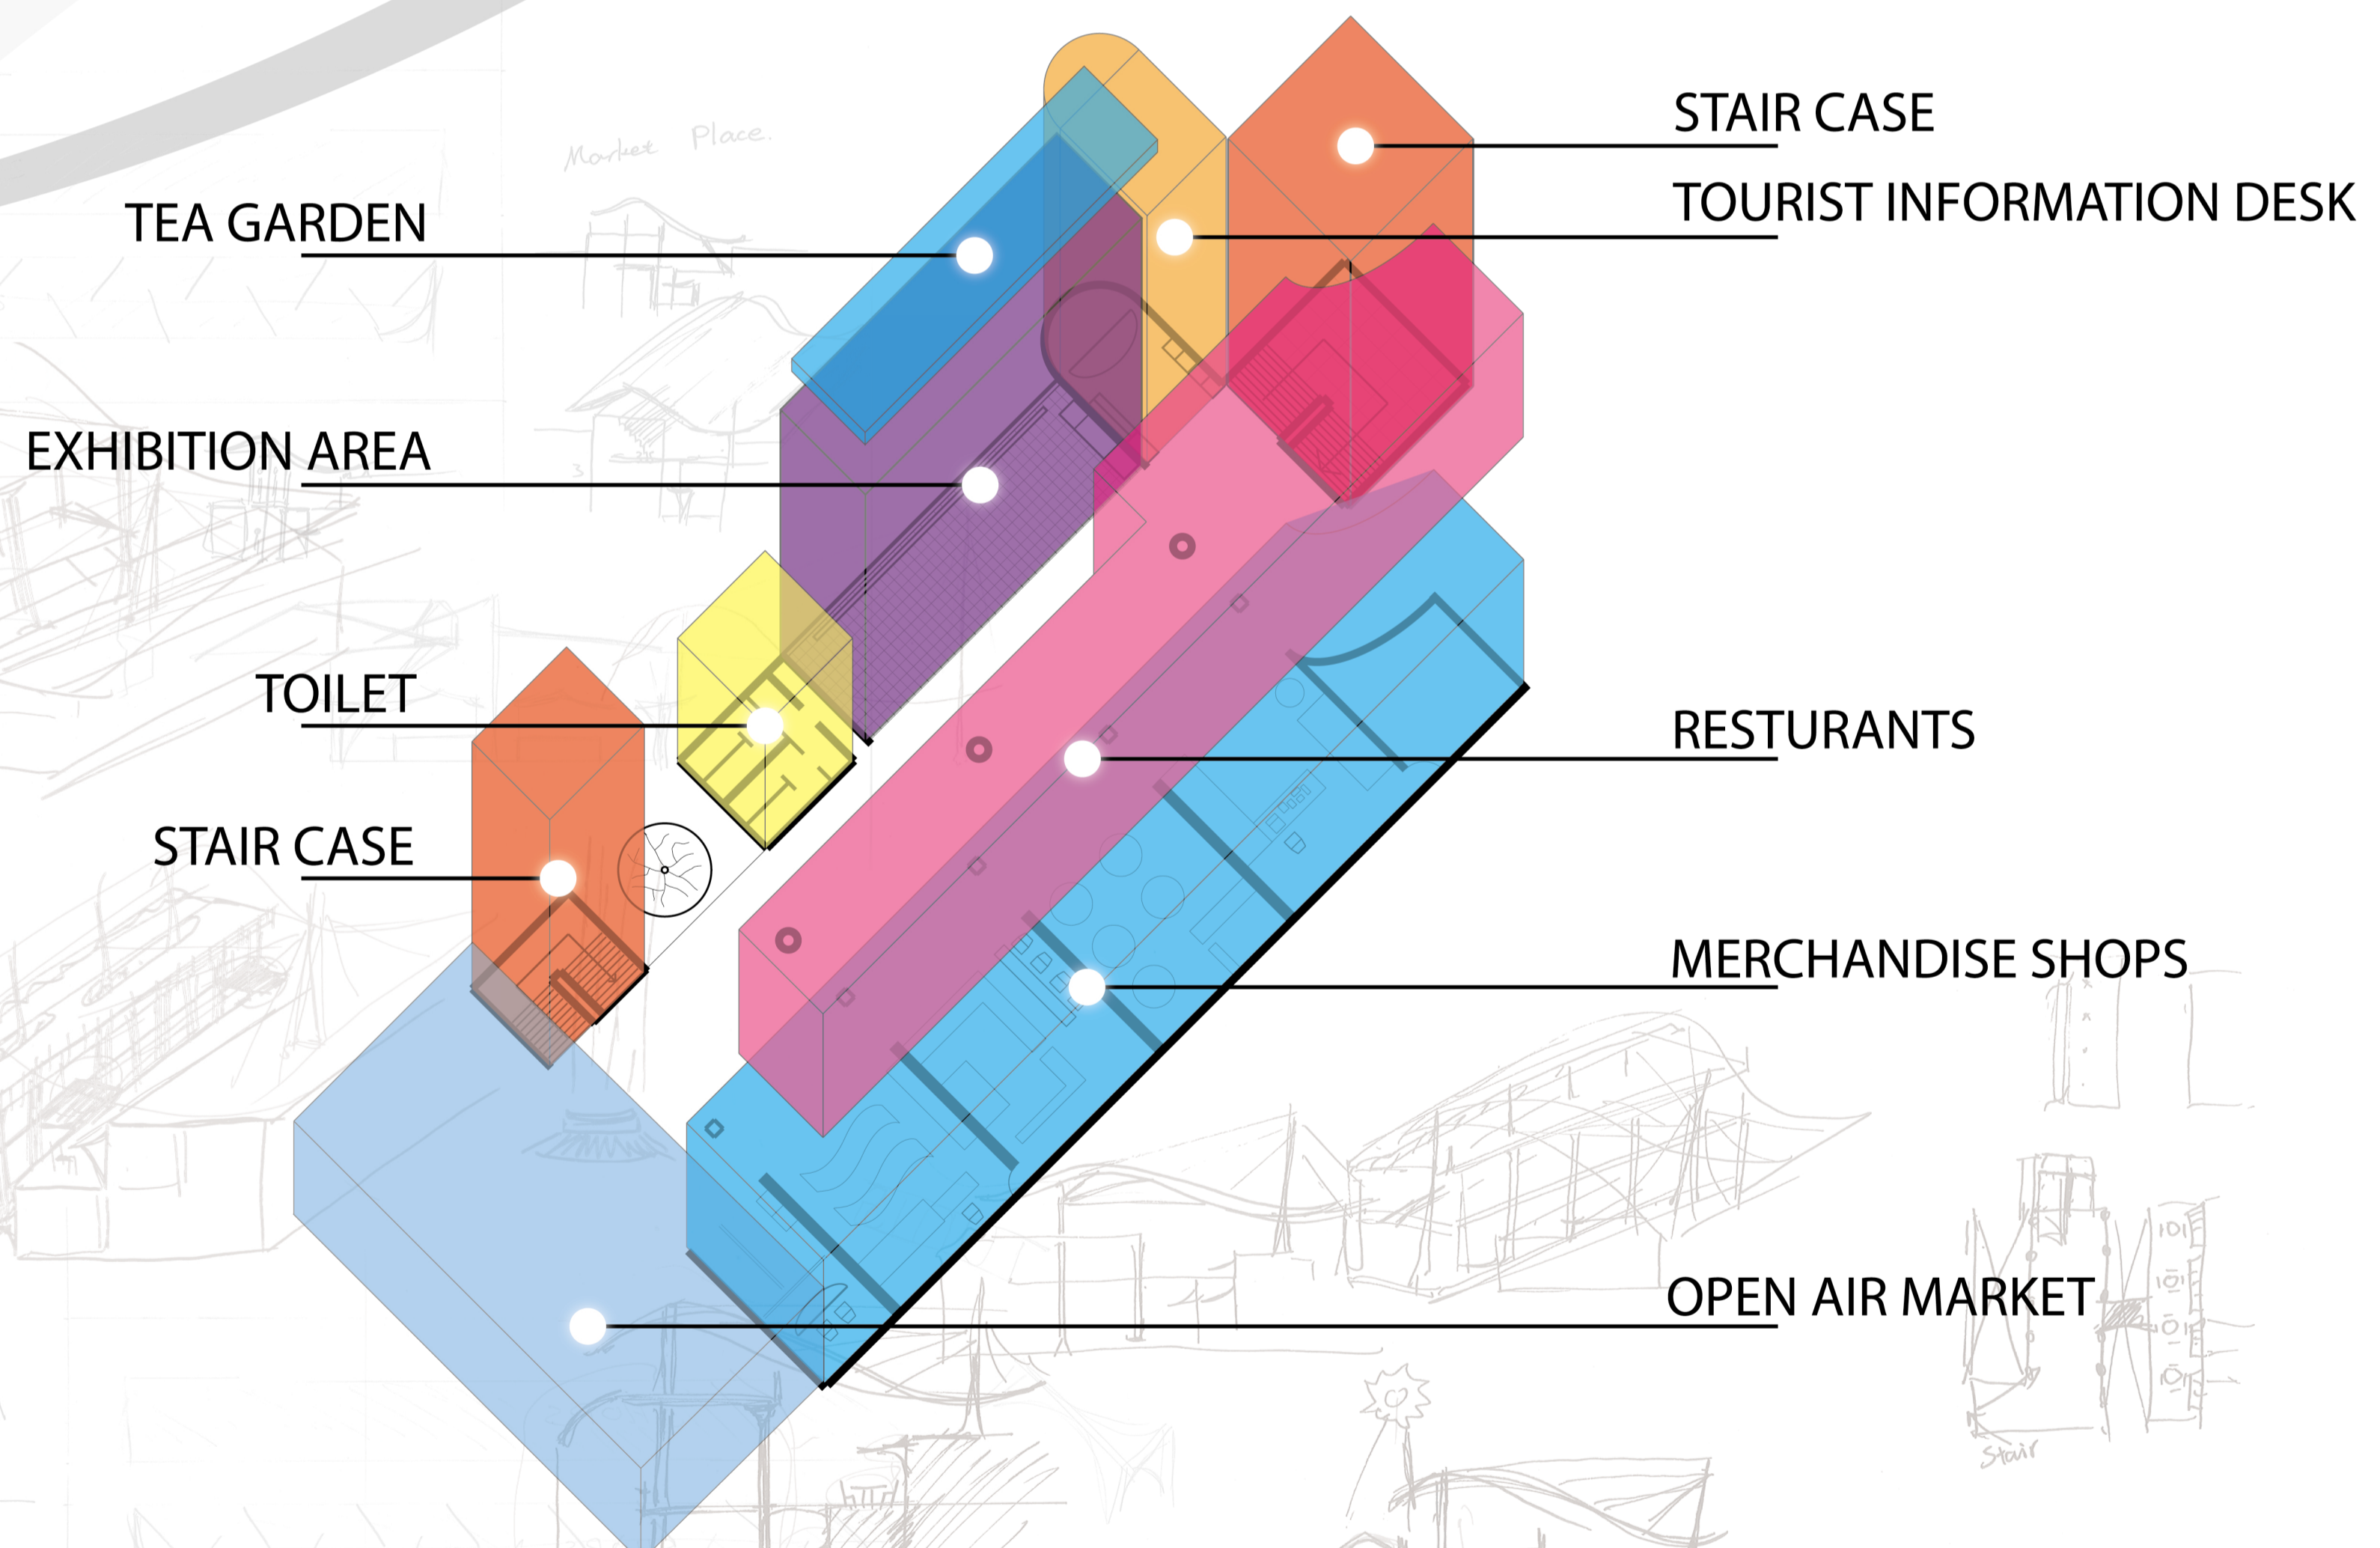 Market Place.
STAIR CASE
TOURIST INFORMATION DESK
TEA GARDEN
EXHIBITION AREA
TOILET
RESTURANTS
STAIR CASE
MERCHANDISE SHOPS
OPEN AIR MARKET
Stair